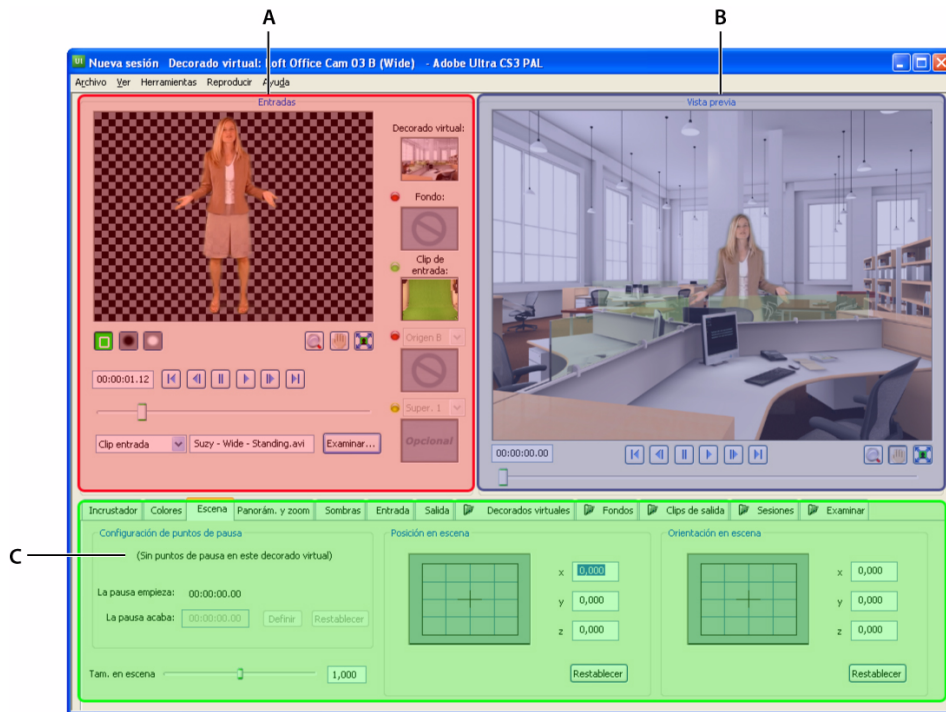 A
B
Nueva sesión Decorado virtual: Loft Office Cam 03 B (Wide) - Adobe Ultra CS3 PAL
Archivo Ver Herramientas Reproducir Ayuda
Entradas
Vista previa
Decorado virtual:
Fondo:
Clip de
entrada:
Origen B
Super. 1
Opcional
00:00:01.12
Clip entrada
Suzy - Wide - Standing.avi
Examinar...
00:00:00.00
Incrustador Colores Escena Panorám. y zoom Sombras Entrada Salida Decorados virtuales Fondos Clips de salida Sesiones Examinar
C
Configuración de puntos de pausa
(Sin puntos de pausa en este decorado virtual)
La pausa empieza: 00:00:00.00
La pausa acaba: 00:00:00.00 Definir Restablecer
Tam. en escena 1,000
Posición en escena
x 0,000
y 0,000
z 0,000
Restablecer
Orientación en escena
x 0,000
y 0,000
z 0,000
Restablecer